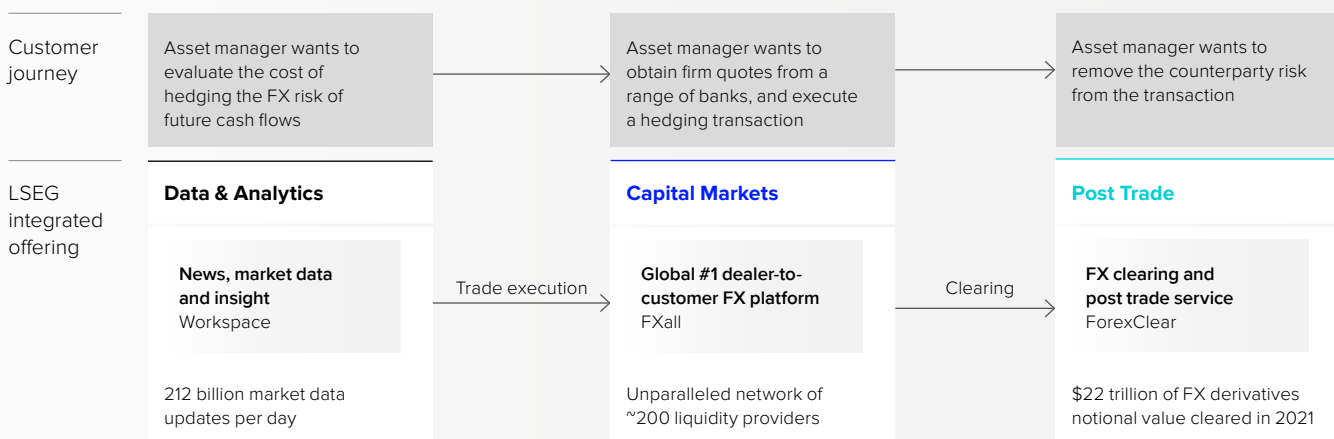 Customer
journey
Asset manager wants to
evaluate the cost of
hedging the FX risk of
future cash flows
Asset manager wants to
obtain firm quotes from a
range of banks, and execute
a hedging transaction
Asset manager wants to
remove the counterparty risk
from the transaction
LSEG
integrated
offering
Data & Analytics
News, market data
and insight
Workspace
212 billion market data
updates per day
Trade execution
Capital Markets
Global #1 dealer-to-
customer FX platform
FXall
Unparalleled network of
~200 liquidity providers
Clearing
Post Trade
FX clearing and
post trade service
ForexClear
$22 trillion of FX derivatives
notional value cleared in 2021